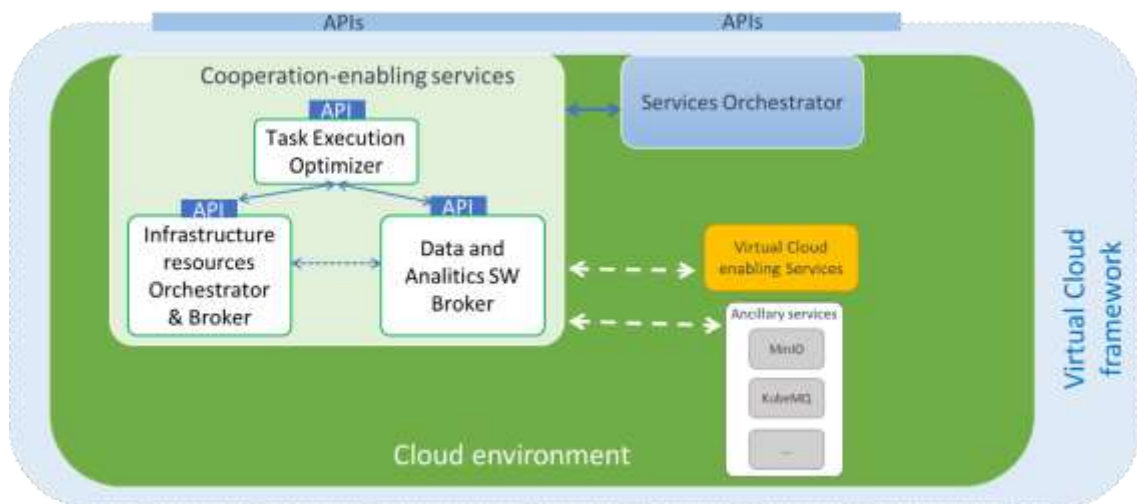 APIs
APIs
Cooperation-enabling services
Services Orchestrator
API
Task Execution
Optimizer
API
API
Infrastructure
resources
Orchestrator
& Broker
Data and
Analitics SW
Broker
Virtual Cloud
enabling Services
Ancillary services
MinIO
KubeMQ
...
Cloud environment
Virtual Cloud
framework